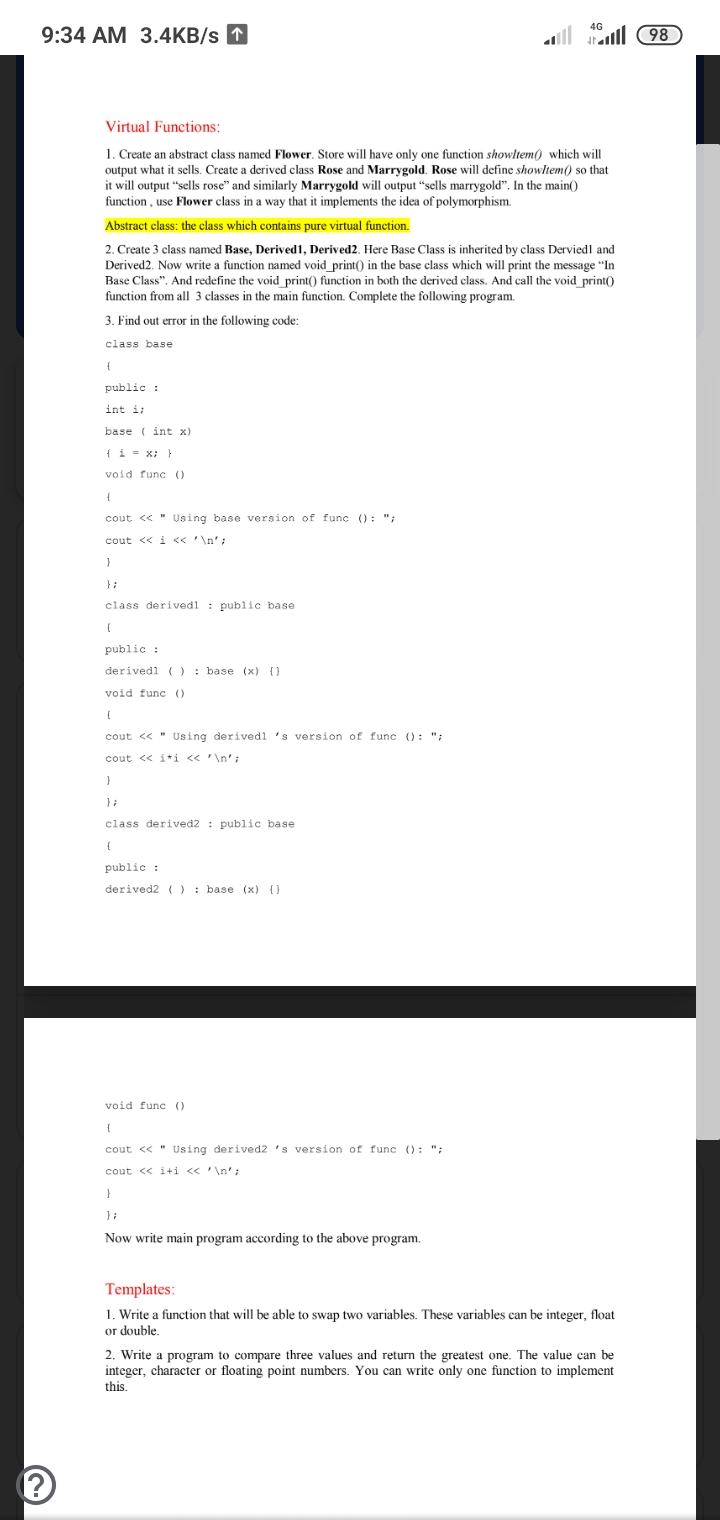 9:34 AM 3.4KB/s
4G
98
Virtual Functions:
1. Create an abstract class named Flower. Store will have only one function showItem() which will
output what it sells. Create a derived class Rose and Marrygold. Rose will define showItem() so that
it will output “sells rose” and similarly Marrygold will output “sells marrygold”. In the main()
function , use Flower class in a way that it implements the idea of polymorphism.
Abstract class: the class which contains pure virtual function.
2. Create 3 class named Base, Derived1, Derived2. Here Base Class is inherited by class Dervied1 and
Derived2. Now write a function named void_print() in the base class which will print the message “In
Base Class”. And redefine the void_print() function in both the derived class. And call the void_print()
function from all 3 classes in the main function. Complete the following program.
3. Find out error in the following code:
class base
{
public :
int i;
base ( int x)
{ i = x; }
void func ()
{
cout << " Using base version of func (): ";
cout << i << ’\n’;
}
};
class derived1 : public base
{
public :
derived1 ( ) : base (x) {}
void func ()
{
cout << " Using derived1 ’s version of func (): ";
cout << i*i << ’\n’;
}
};
class derived2 : public base
{
public :
derived2 ( ) : base (x) {}
void func ()
{
cout << " Using derived2 ’s version of func (): ";
cout << i+i << ’\n’;
}
};
Now write main program according to the above program.
Templates:
1. Write a function that will be able to swap two variables. These variables can be integer, float
or double.
2. Write a program to compare three values and return the greatest one. The value can be
integer, character or floating point numbers. You can write only one function to implement
this.
?